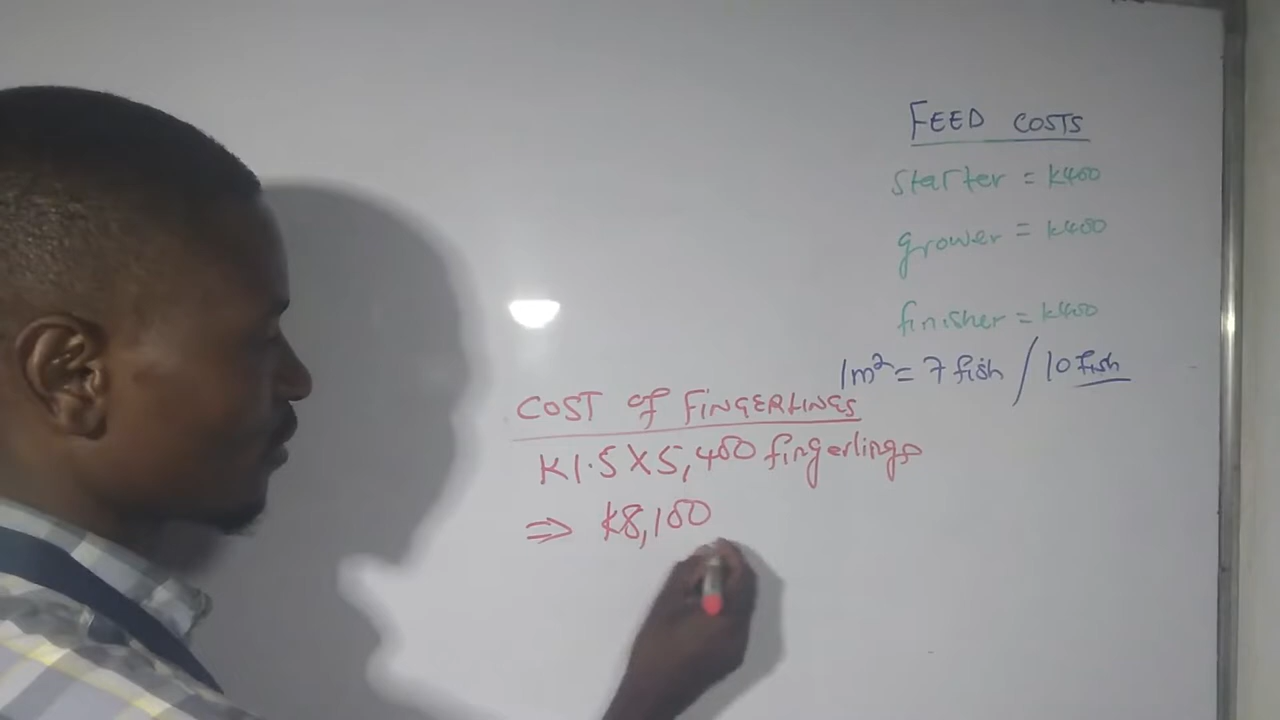 FEED COSTS
Starter = K400
grower = K400
finisher = K400
1m² = 7 fish / 10 fish
COST OF FINGERLINGS
K1.5 X 5,400 fingerlings
⇒ K8,100